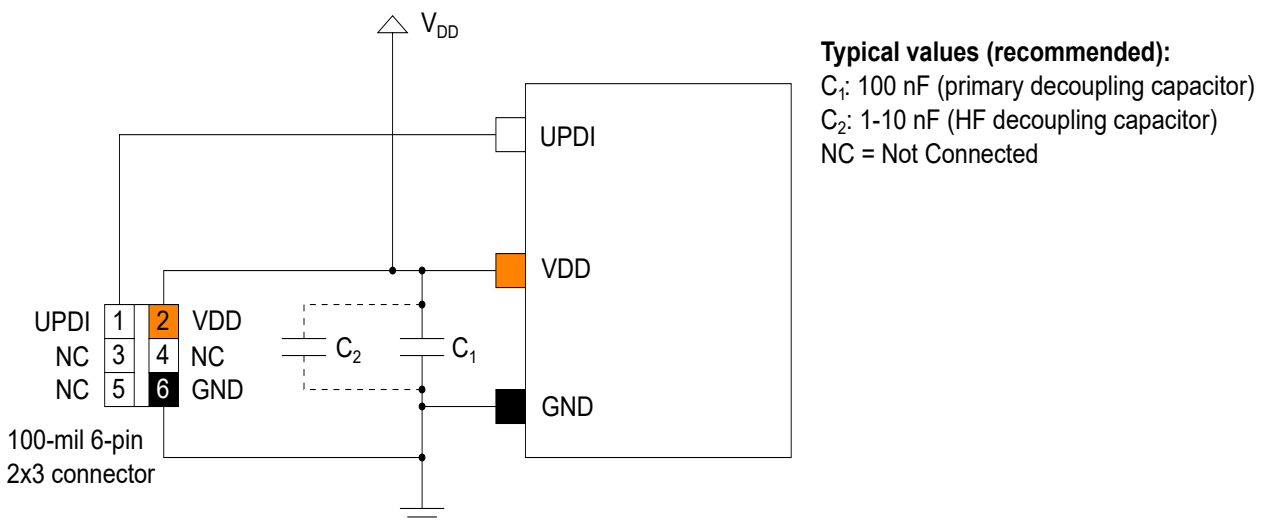 V_DD
Typical values (recommended):
C₁: 100 nF (primary decoupling capacitor)
C₂: 1-10 nF (HF decoupling capacitor)
NC = Not Connected
UPDI
VDD
UPDI 1 2 VDD
NC 3 4 NC
NC 5 6 GND
C₂
C₁
GND
100-mil 6-pin
2x3 connector